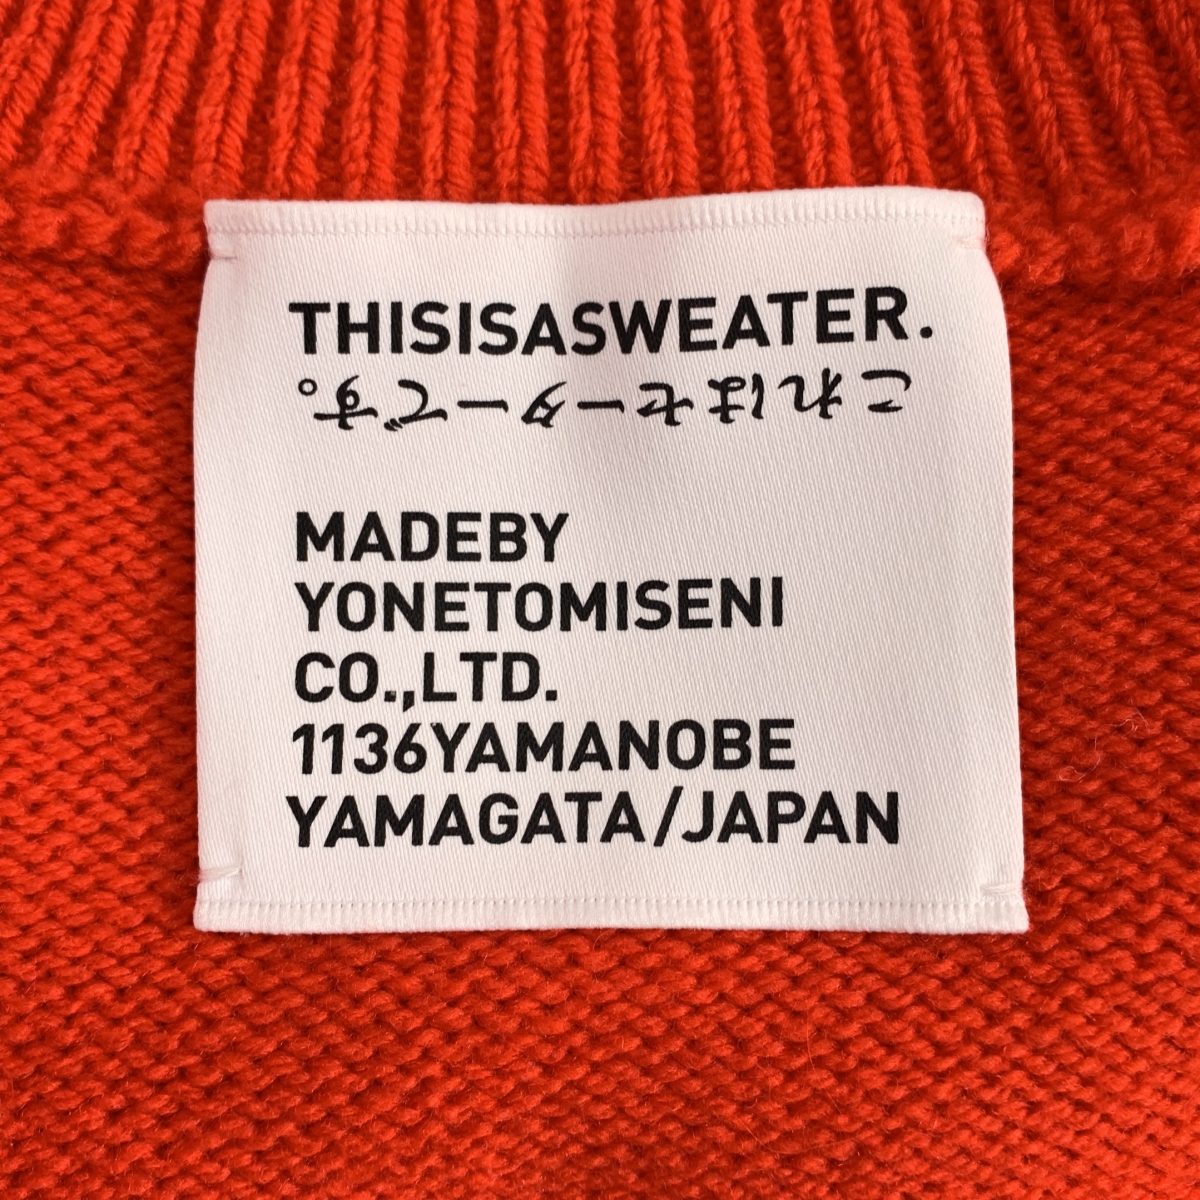 THISISASWEATER.
これはセーターです。
MADEBY
YONETOMISENI
CO.,LTD.
1136YAMANOBE
YAMAGATA/JAPAN